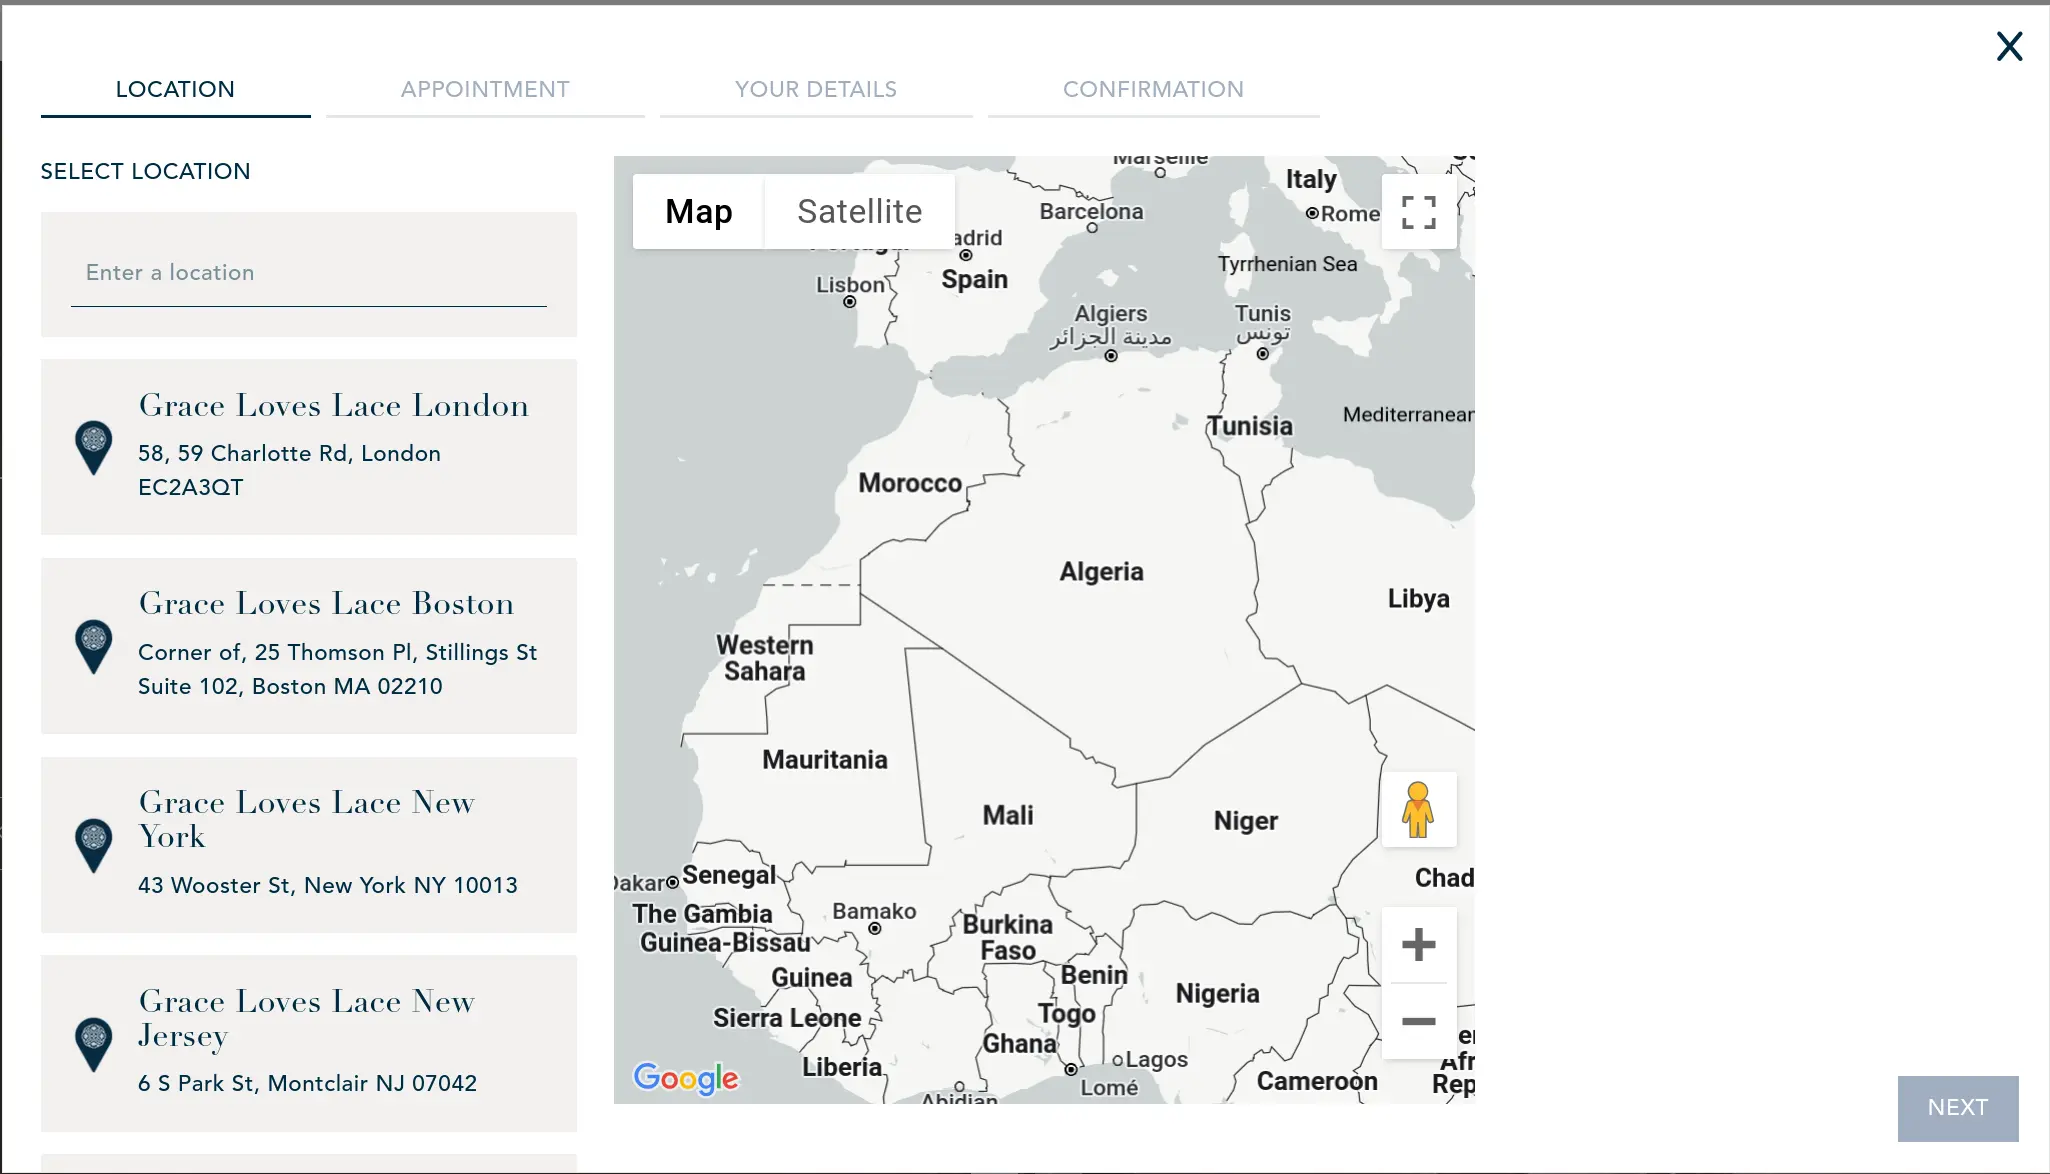 X
LOCATION
APPOINTMENT
YOUR DETAILS
CONFIRMATION
SELECT LOCATION
Enter a location
Grace Loves Lace London
58, 59 Charlotte Rd, London
EC2A3QT
Grace Loves Lace Boston
Corner of, 25 Thomson Pl, Stillings St
Suite 102, Boston MA 02210
Grace Loves Lace New
York
43 Wooster St, New York NY 10013
Grace Loves Lace New
Jersey
6 S Park St, Montclair NJ 07042
Map
Satellite
Marseille
Italy
Rome
Barcelona
adrid
Spain
Lisbon
Tyrrhenian Sea
Algiers
مدينة الجزائر
Tunis
تونس
Tunisia
Mediterranean
Morocco
Algeria
Libya
Western
Sahara
Mauritania
Mali
Niger
Chad
Dakar
Senegal
The Gambia
Bamako
Guinea-Bissau
Burkina
Faso
Guinea
Benin
Nigeria
Sierra Leone
Togo
Ghana
Liberia
Lagos
Lomé
Cameroon
Abidjan
Afr
Rep
Google
NEXT